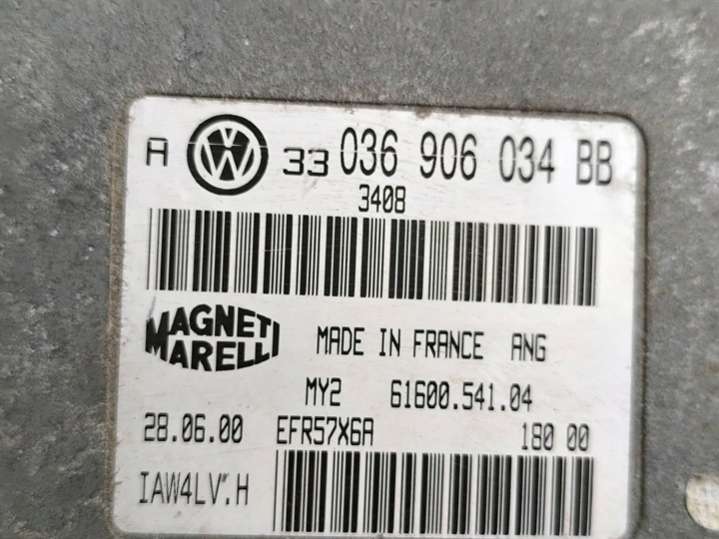 A VW 33 036 906 034 BB
3408
MAGNETI MARELLI MADE IN FRANCE ANG
MY2 61600.541.04
28.06.00 EFR57X6A 180 00
IAW4LV".H